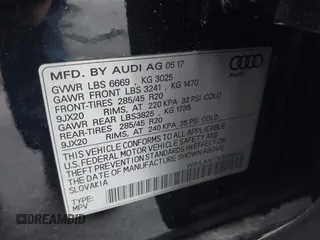 MFD. BY AUDI AG 05 17
GVWR LBS 6669 . KG 3025
GAWR FRONT LBS 3241 . KG 1470
FRONT-TIRES 285/45 R20
9JX20 RIMS, AT 220 KPA 32 PSI COLD
GAWR REAR LBS3825 . KG 1735
REAR-TIRES 285/45 R20
9JX20 RIMS, AT 240 KPA 35 PSI COLD
THIS VEHICLE CONFORMS TO ALL APPLICABLE
U.S. FEDERAL MOTOR VEHICLE SAFETY AND
THEFT PREVENTION STANDARDS IN EFFECT ON
THE DATE OF MANUFACTURE SHOWN ABOVE.
SLOVAKIA
TYPE:
MPV
DREAMBID